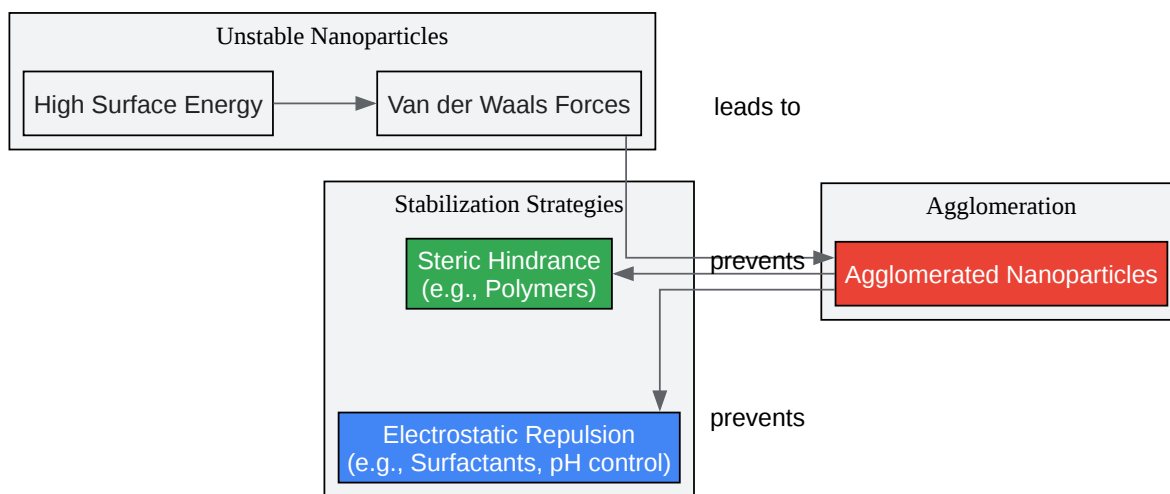 Unstable Nanoparticles
High Surface Energy
Van der Waals Forces
leads to
Stabilization Strategies
Agglomeration
Steric Hindrance
(e.g., Polymers)
prevents
Agglomerated Nanoparticles
prevents
Electrostatic Repulsion
(e.g., Surfactants, pH control)